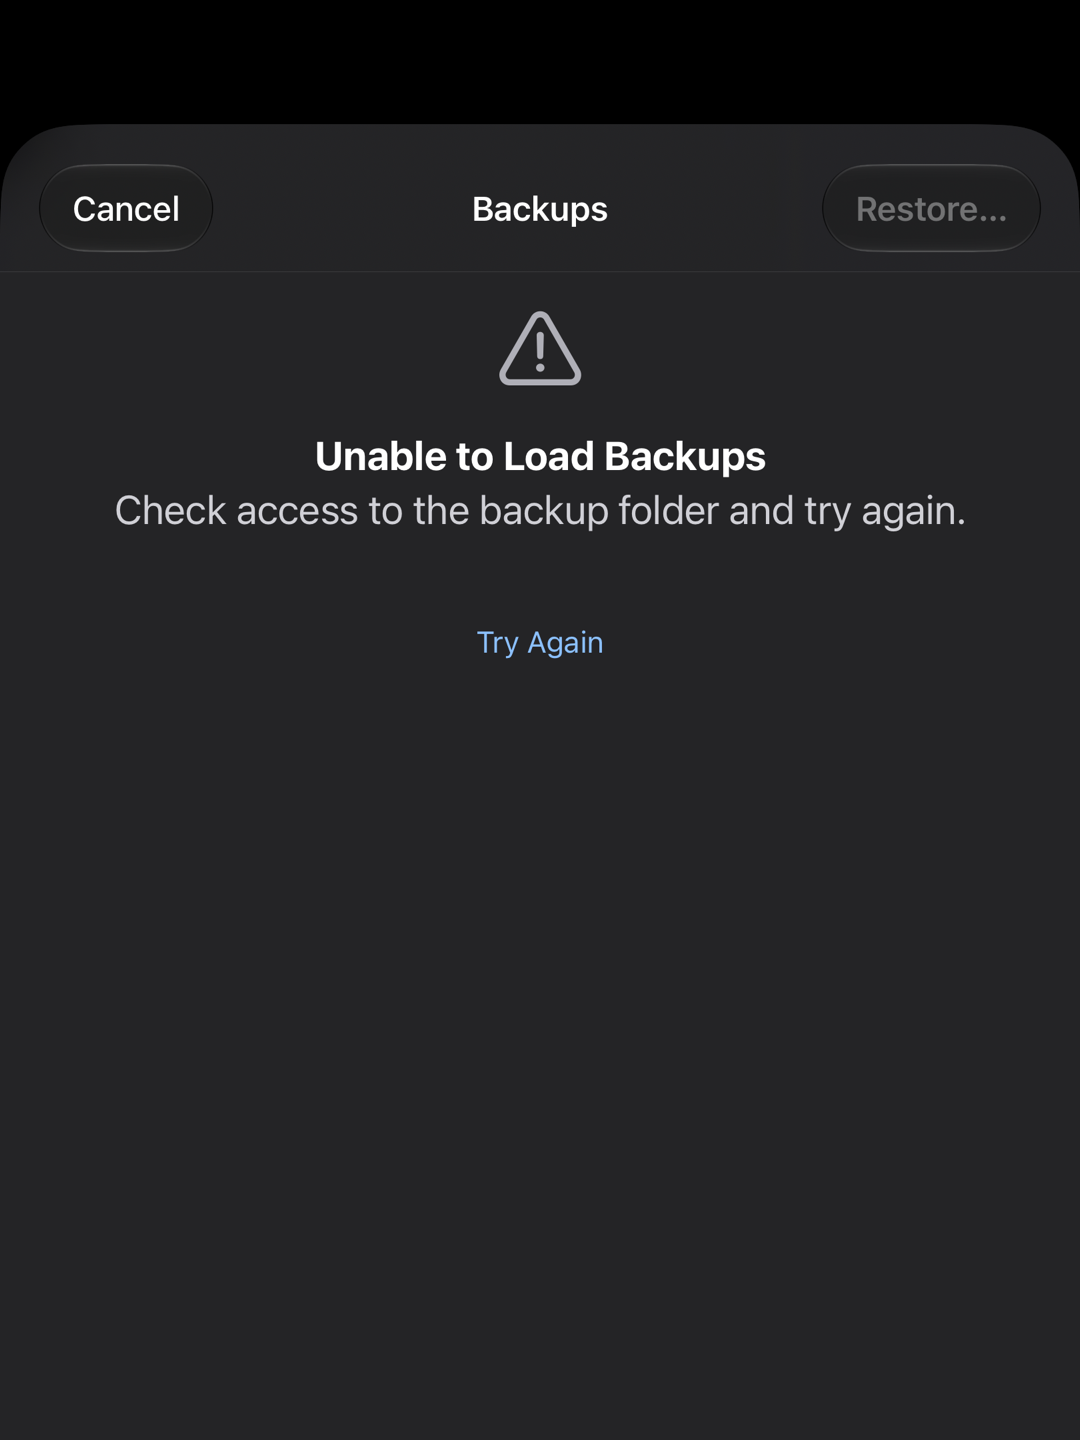 Cancel
Backups
Restore...
Unable to Load Backups
Check access to the backup folder and try again.
Try Again